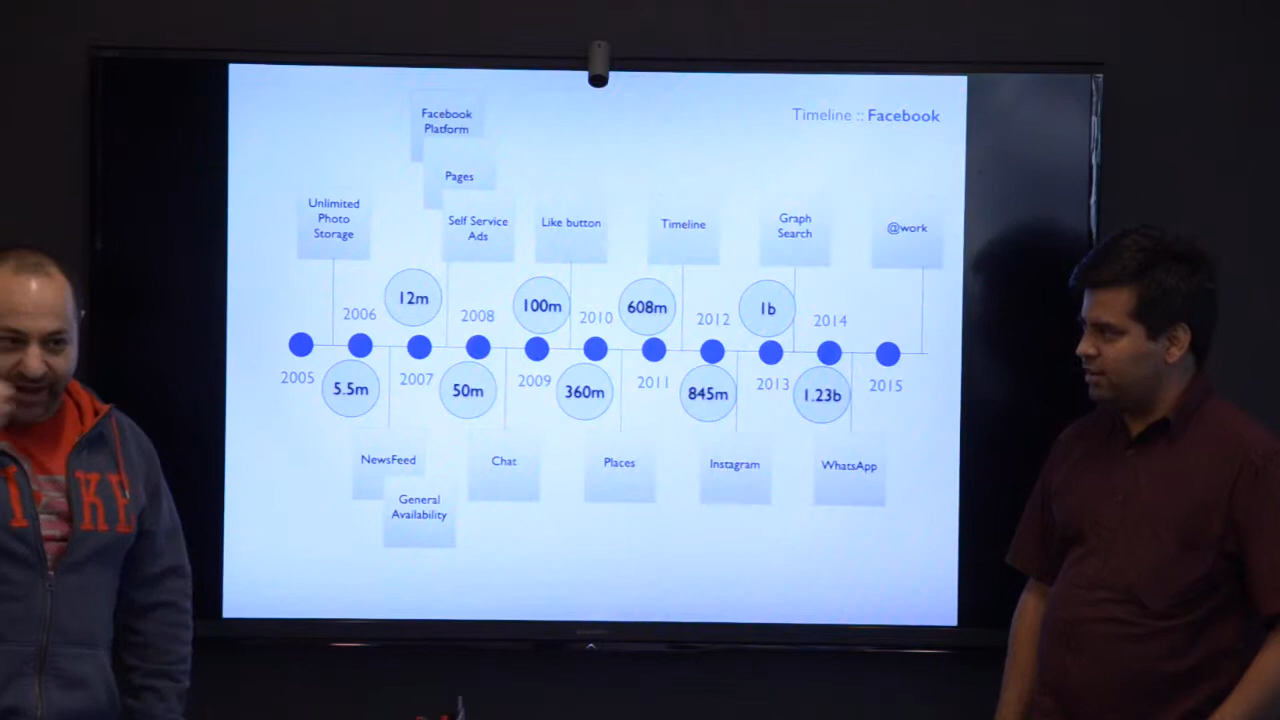 Timeline :: Facebook
Facebook
Platform
Pages
Unlimited
Photo
Storage
Self Service
Ads
Like button
Timeline
Graph
Search
@work
12m
100m
608m
1b
2006
2008
2010
2012
2014
2005
2007
2009
2011
2013
2015
5.5m
50m
360m
845m
1.23b
NewsFeed
General
Availability
Chat
Places
Instagram
WhatsApp